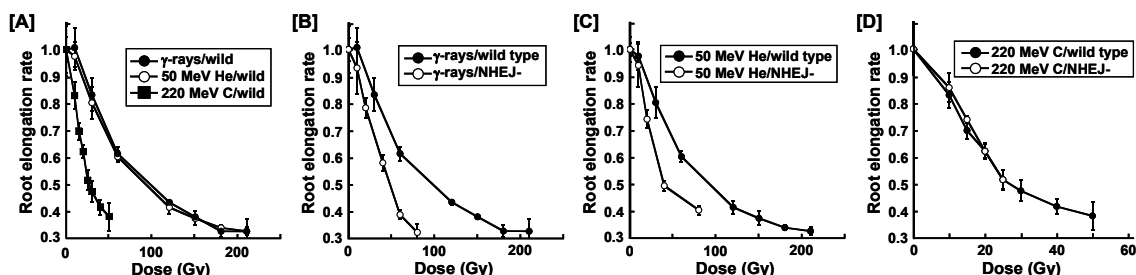 [A]
Root elongation rate
1.0
0.9
0.8
0.7
0.6
0.5
0.4
0.3
γ-rays/wild
50 MeV He/wild
220 MeV C/wild
0
100
200
Dose (Gy)
[B]
Root elongation rate
1.0
0.9
0.8
0.7
0.6
0.5
0.4
0.3
γ-rays/wild type
γ-rays/NHEJ-
0
100
200
Dose (Gy)
[C]
Root elongation rate
1.0
0.9
0.8
0.7
0.6
0.5
0.4
0.3
50 MeV He/wild type
50 MeV He/NHEJ-
0
100
200
Dose (Gy)
[D]
Root elongation rate
1.0
0.9
0.8
0.7
0.6
0.5
0.4
0.3
220 MeV C/wild type
220 MeV C/NHEJ-
0
20
40
60
Dose (Gy)